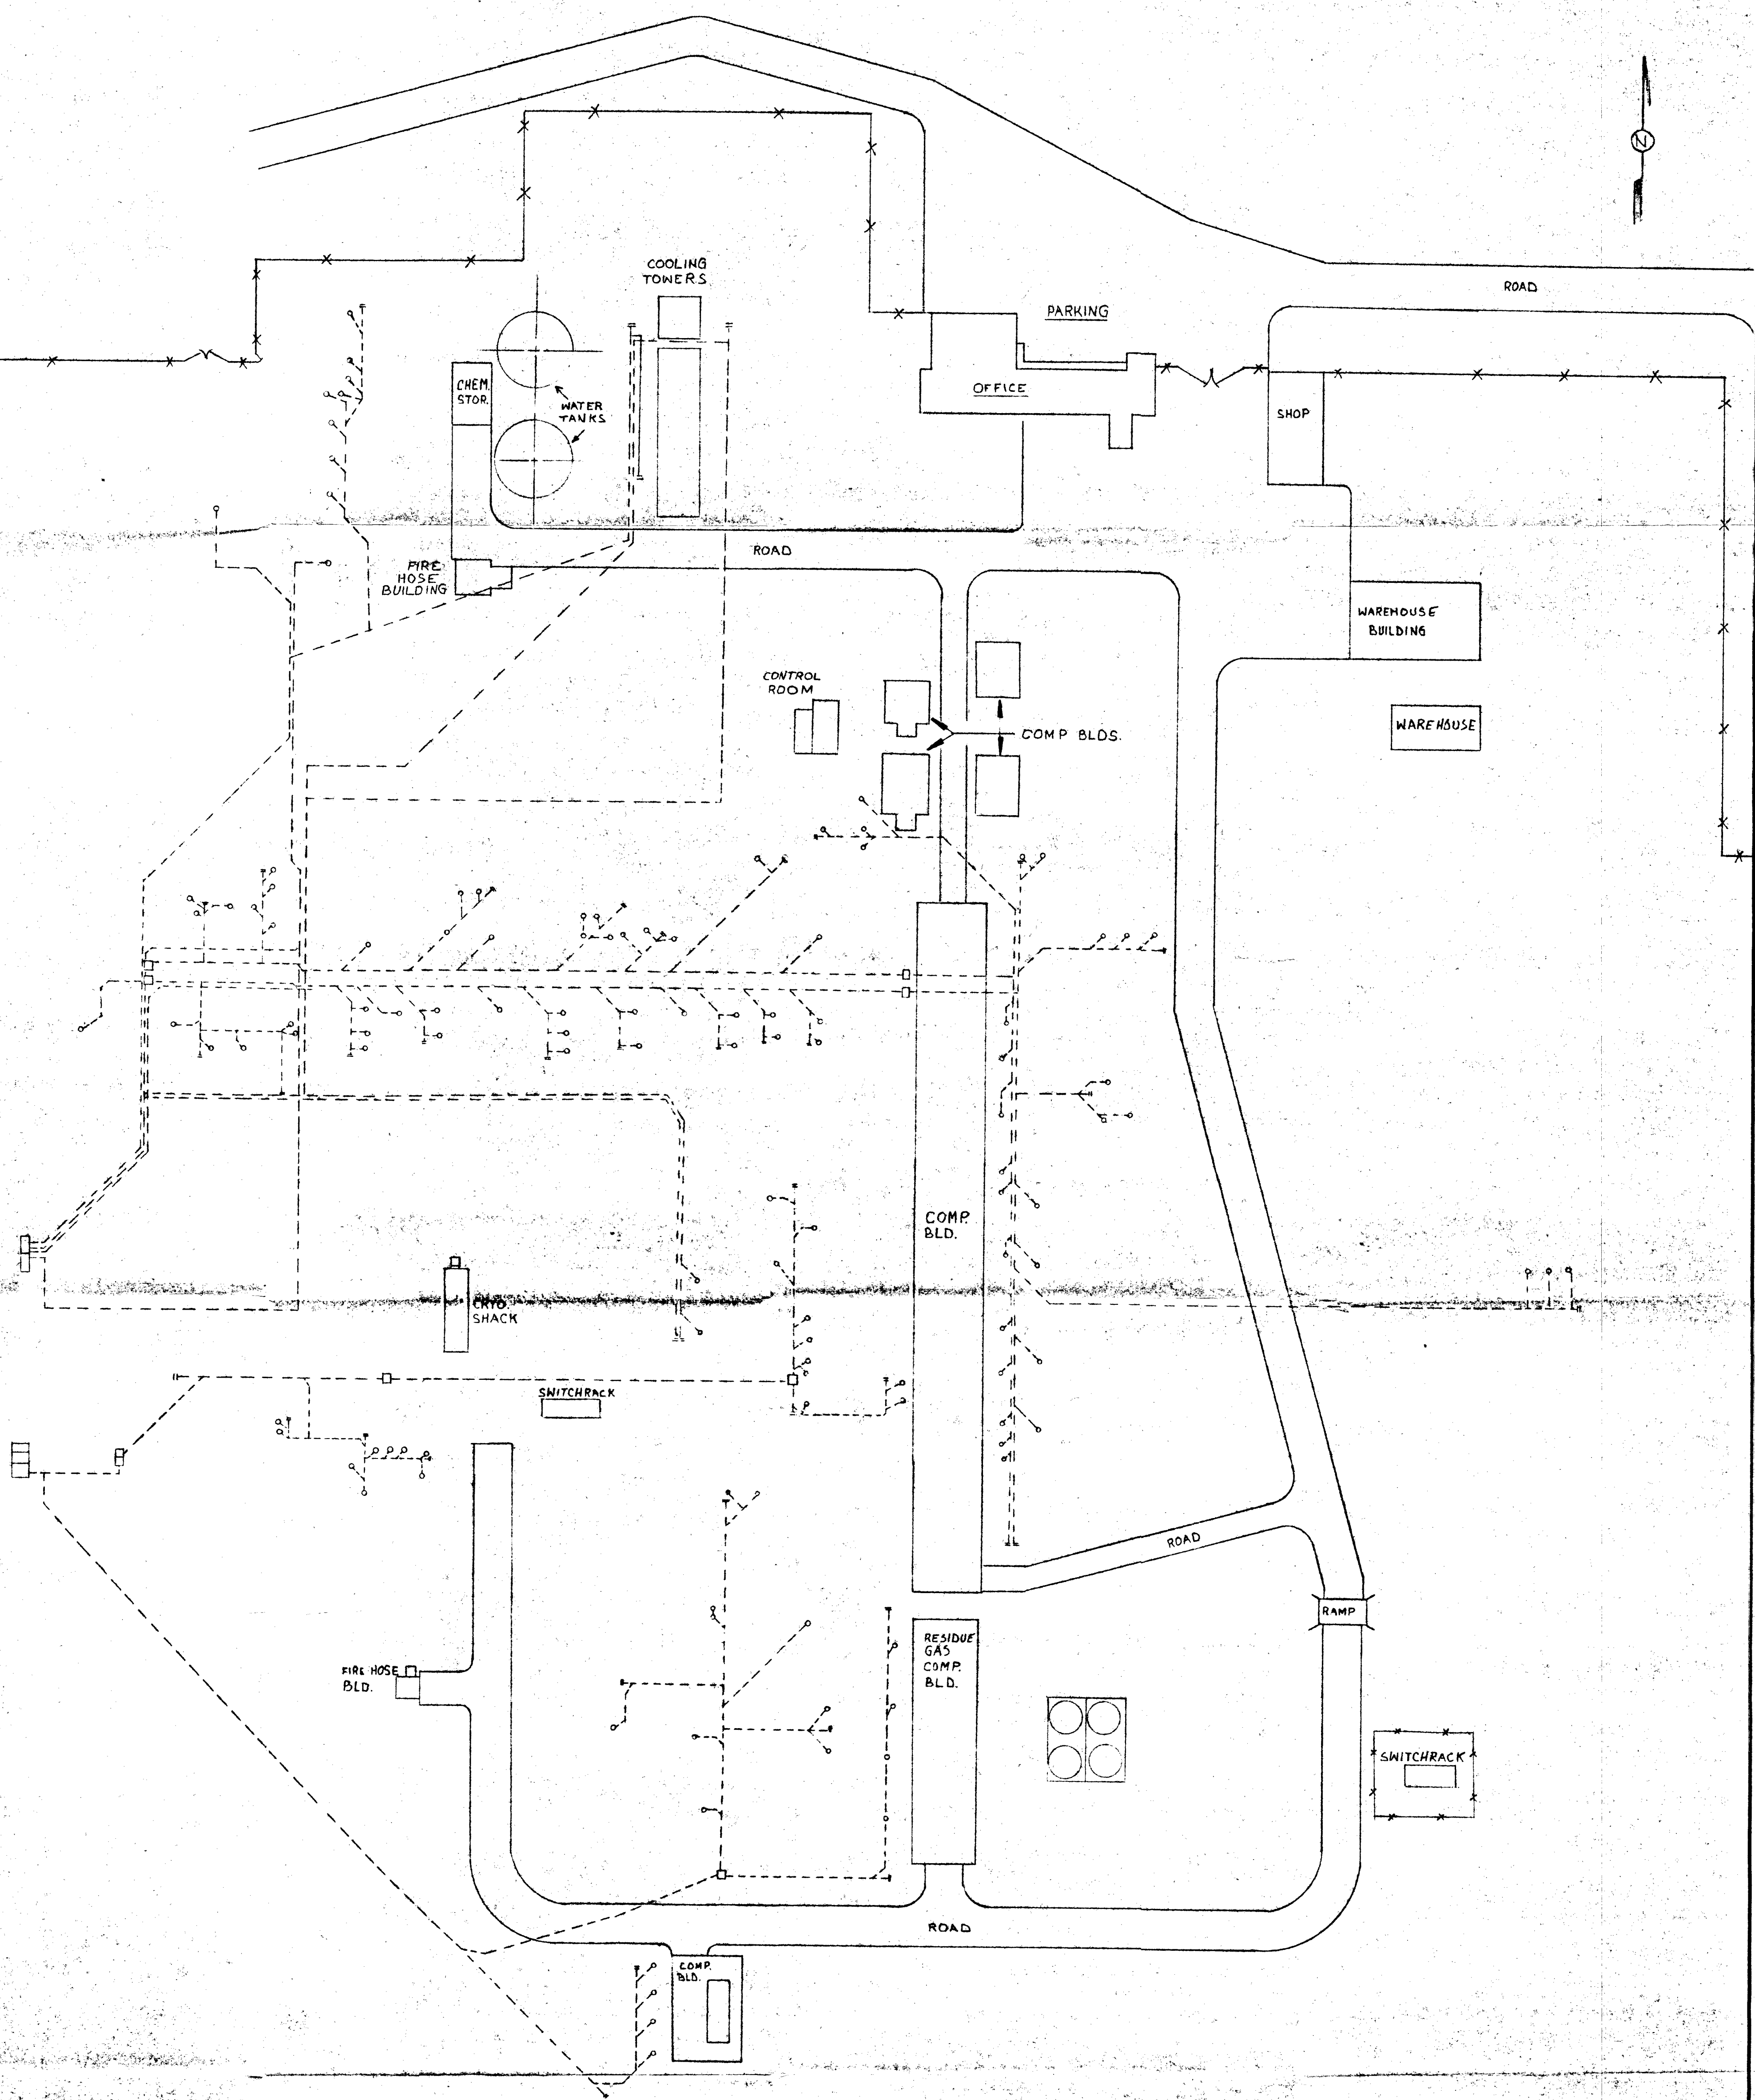 N
COOLING
TOWERS
ROAD
PARKING
CHEM.
STOR.
OFFICE
WATER
TANKS
SHOP
ROAD
FIRE
HOSE
BUILDING
WAREHOUSE
BUILDING
CONTROL
ROOM
WAREHOUSE
COMP BLDS.
COMP.
BLD.
CRYO.
SHACK
SWITCHRACK
ROAD
RAMP
RESIDUE
GAS
COMP.
BLD.
FIRE HOSE
BLD.
SWITCHRACK
ROAD
COMP.
BLD.